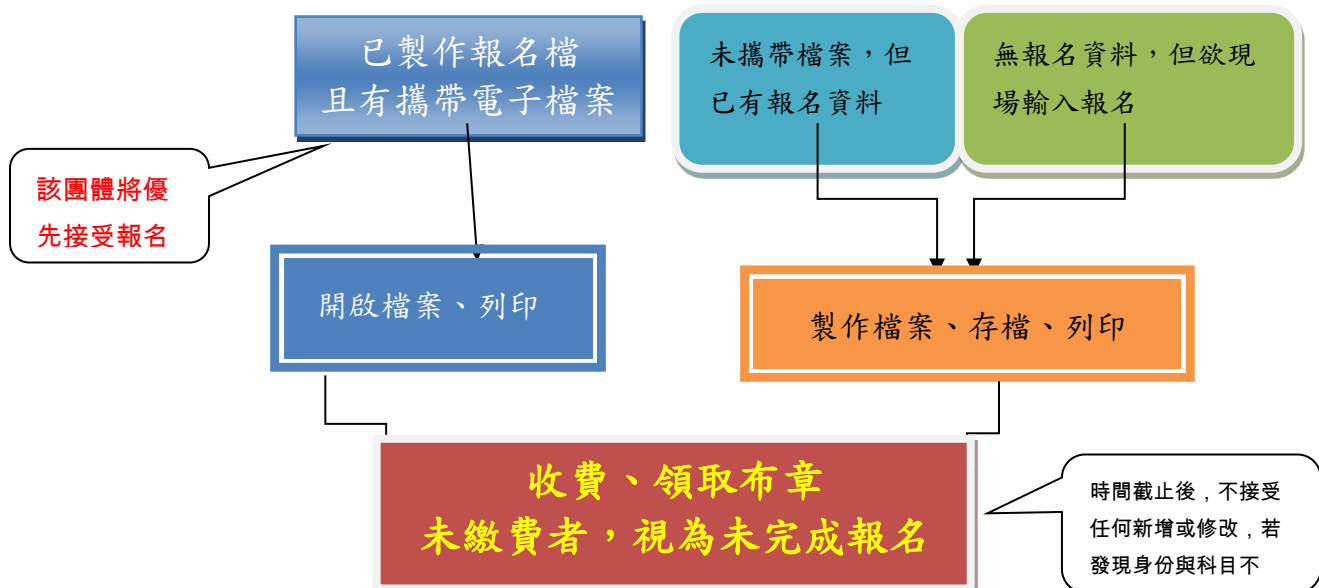 已製作報名檔
且有攜帶電子檔案
未攜帶檔案，但
已有報名資料
無報名資料，但欲現
場輸入報名
該團體將優
先接受報名
開啟檔案、列印
製作檔案、存檔、列印
收費、領取布章
未繳費者，視為未完成報名
時間截止後，不接受
任何新增或修改，若
發現身份與科目不